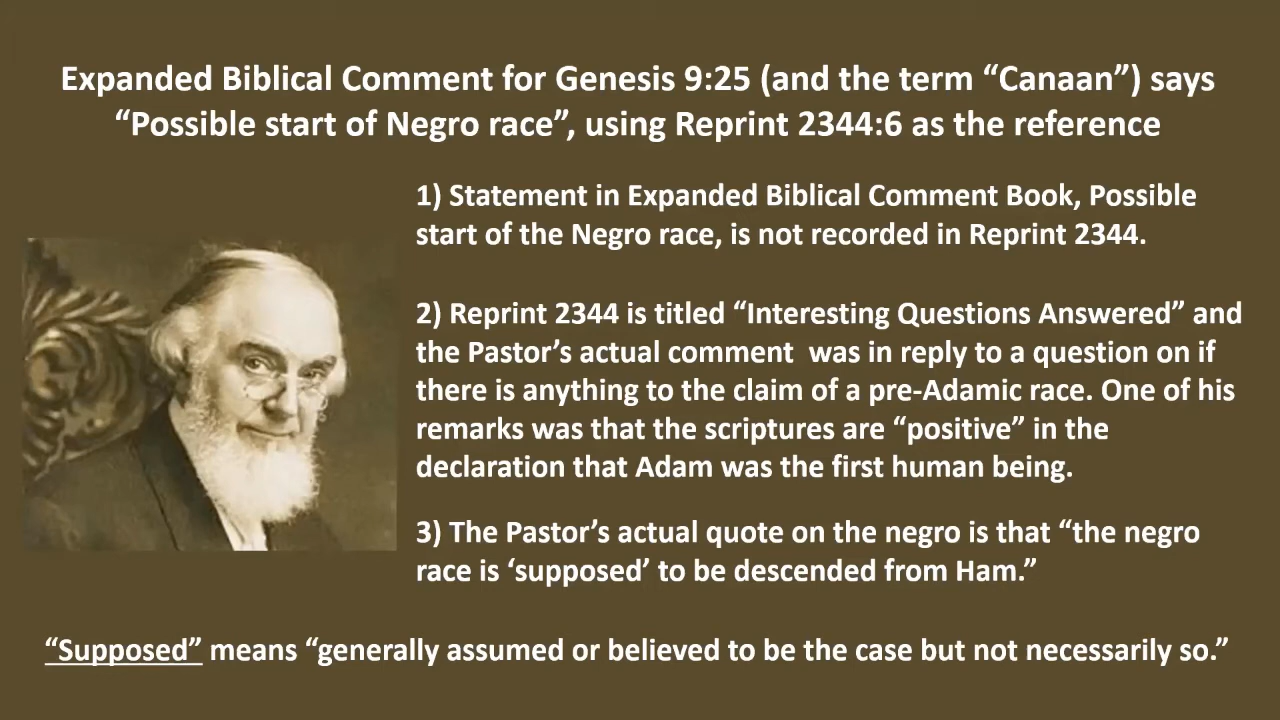 Expanded Biblical Comment for Genesis 9:25 (and the term “Canaan”) says
“Possible start of Negro race”, using Reprint 2344:6 as the reference
1) Statement in Expanded Biblical Comment Book, Possible
start of the Negro race, is not recorded in Reprint 2344.
2) Reprint 2344 is titled “Interesting Questions Answered” and
the Pastor’s actual comment  was in reply to a question on if
there is anything to the claim of a pre-Adamic race. One of his
remarks was that the scriptures are “positive” in the
declaration that Adam was the first human being.
3) The Pastor’s actual quote on the negro is that “the negro
race is ‘supposed’ to be descended from Ham.”
“Supposed” means “generally assumed or believed to be the case but not necessarily so.”